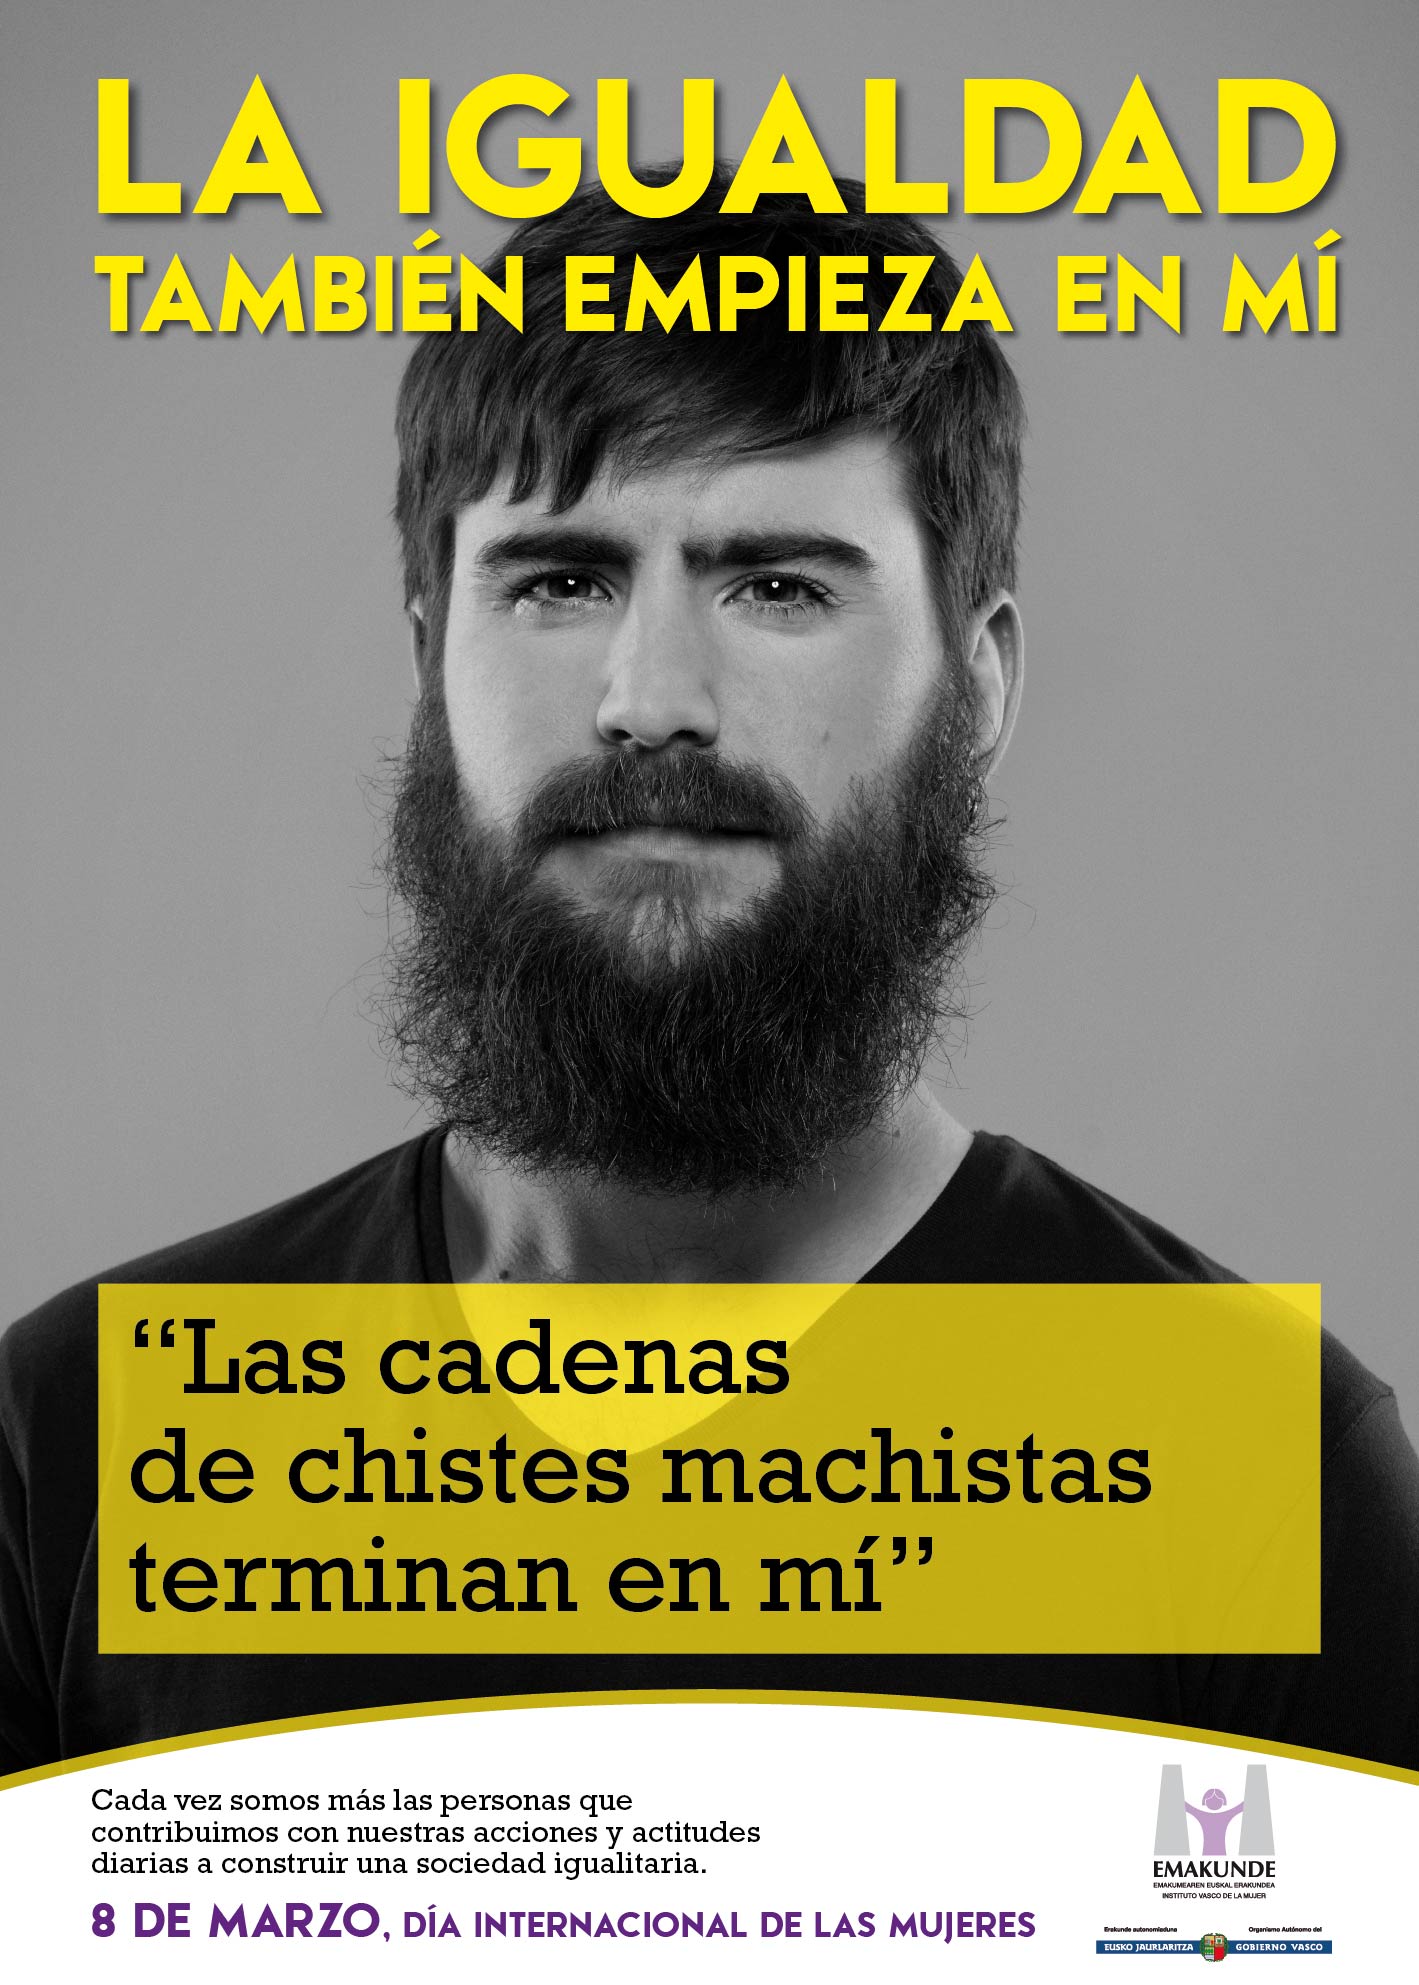 LA IGUALDAD
TAMBIÉN EMPIEZA EN MÍ
“Las cadenas
de chistes machistas
terminan en mí”
Cada vez somos más las personas que
contribuimos con nuestras acciones y actitudes
diarias a construir una sociedad igualitaria.
8 DE MARZO, DÍA INTERNACIONAL DE LAS MUJERES
EMAKUNDE
EMAKUMEAREN EUSKAL ERAKUNDEA
INSTITUTO VASCO DE LA MUJER
Erakunde autonomiaduna Organismo Autónomo del
EUSKO JAURLARITZA GOBIERNO VASCO